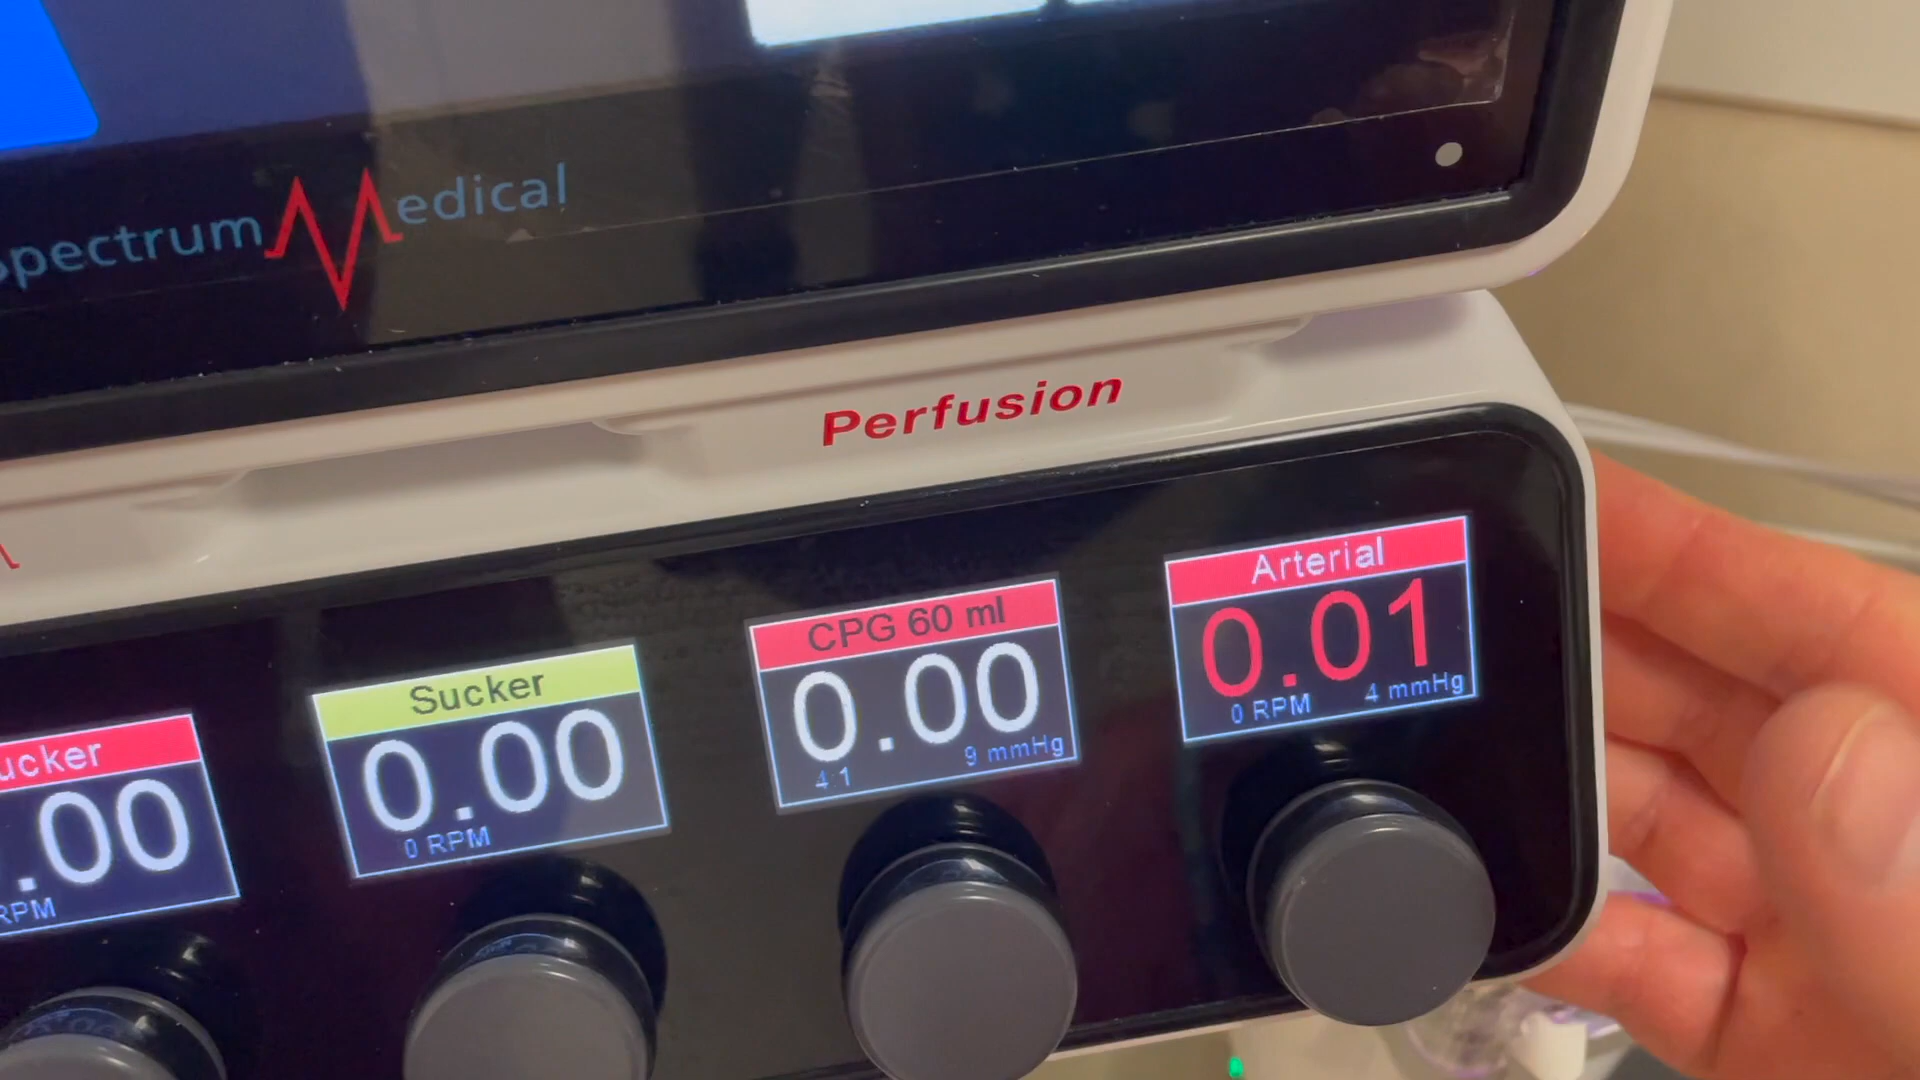 Spectrum Medical
Perfusion
Arterial
0.01
0 RPM 4 mmHg
CPG 60 ml
0.00
4:1 9 mmHg
Sucker
0.00
0 RPM
ucker
.00
RPM